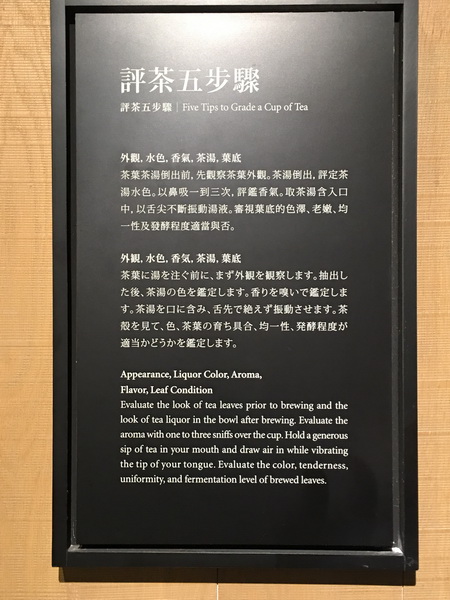 評茶五步驟
評茶五步驟｜Five Tips to Grade a Cup of Tea
外觀, 水色, 香氣, 茶湯, 葉底
茶葉茶湯倒出前，先觀察茶葉外觀。茶湯倒出，評定茶
湯水色。以鼻吸一到三次，評鑑香氣。取茶湯含入口
中，以舌尖不斷振動湯液。審視葉底的色澤、老嫩、均
一性及發酵程度適當與否。
外観, 水色, 香気, 茶湯, 葉底
茶葉に湯を注ぐ前に、まず外観を観察します。抽出し
た後、茶湯の色を鑑定します。香りを嗅いで鑑定しま
す。茶湯を口に含み、舌先で絶えず振動させます。茶
殻を見て、色、茶葉の育ち具合、均一性、発酵程度が
適当かどうかを鑑定します。
Appearance, Liquor Color, Aroma,
Flavor, Leaf Condition
Evaluate the look of tea leaves prior to brewing and the
look of tea liquor in the bowl after brewing. Evaluate the
aroma with one to three sniffs over the cup. Hold a generous
sip of tea in your mouth and draw air in while vibrating
the tip of your tongue. Evaluate the color, tenderness,
uniformity, and fermentation level of brewed leaves.